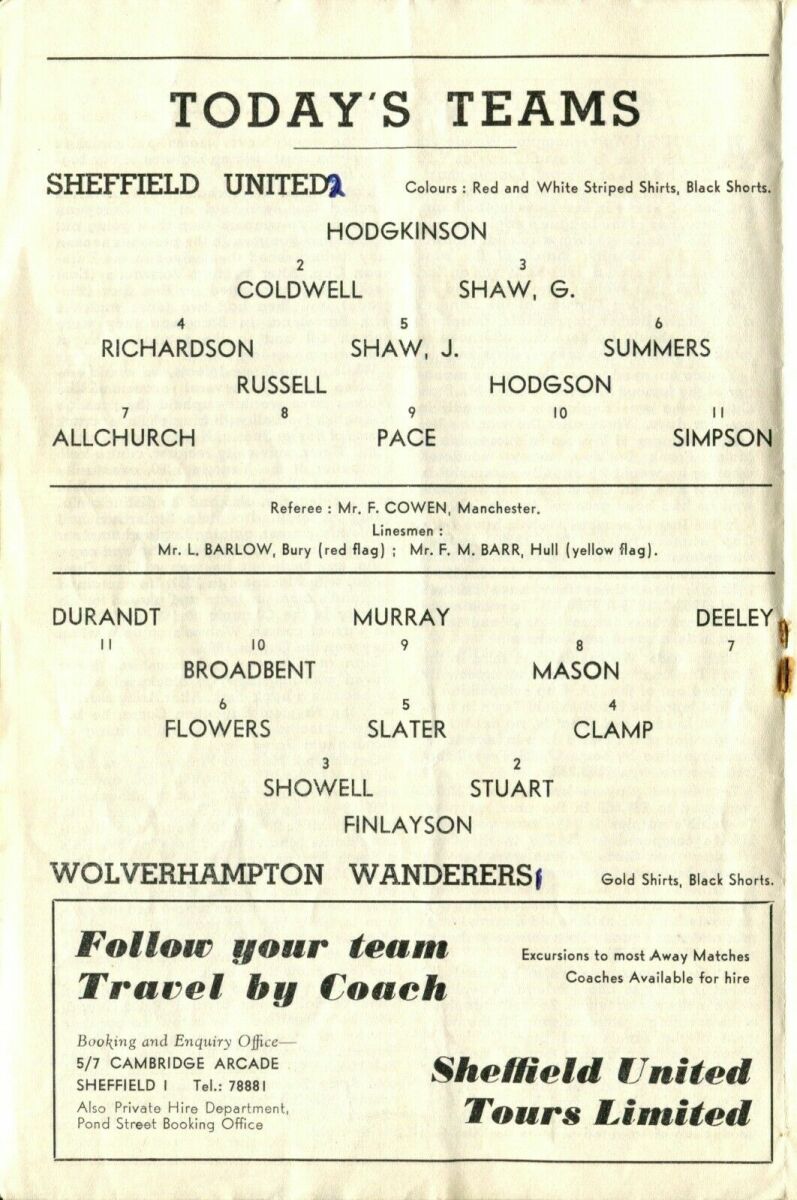 TODAY'S TEAMS
SHEFFIELD UNITED 2 Colours : Red and White Striped Shirts, Black Shorts.
HODGKINSON
2 3
COLDWELL SHAW, G.
4 5 6
RICHARDSON SHAW, J. SUMMERS
RUSSELL HODGSON
7 8 9 10 11
ALLCHURCH PACE SIMPSON
Referee : Mr. F. COWEN, Manchester.
Linesmen :
Mr. L. BARLOW, Bury (red flag) ; Mr. F. M. BARR, Hull (yellow flag).
DURANDT MURRAY DEELEY
11 10 9 8 7
BROADBENT MASON
6 5 4
FLOWERS SLATER CLAMP
3 2
SHOWELL STUART
FINLAYSON
WOLVERHAMPTON WANDERERS 1 Gold Shirts, Black Shorts.
Follow your team
Travel by Coach
Excursions to most Away Matches
Coaches Available for hire
Booking and Enquiry Office—
5/7 CAMBRIDGE ARCADE
SHEFFIELD 1 Tel.: 78881
Also Private Hire Department,
Pond Street Booking Office
Sheffield United
Tours Limited